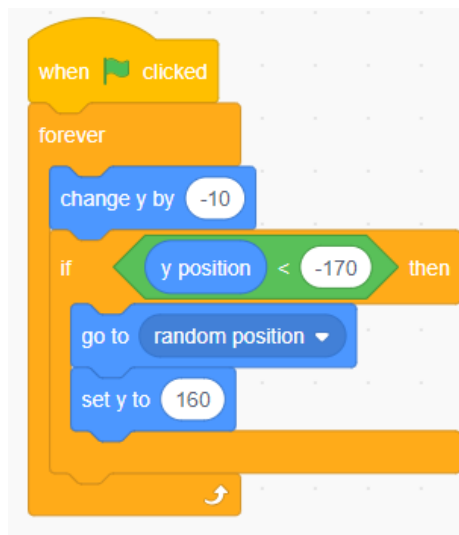 when clicked
forever
change y by -10
if y position < -170 then
go to random position
set y to 160